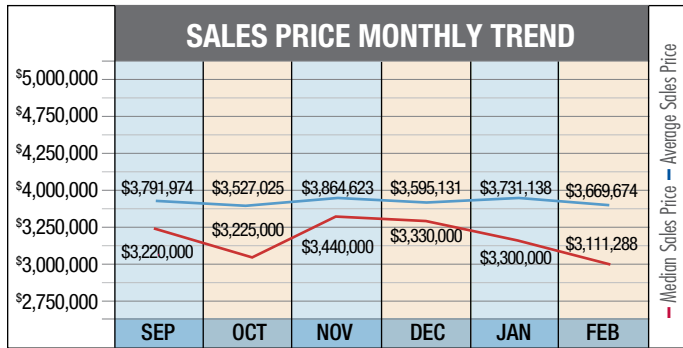 SALES PRICE MONTHLY TREND
$5,000,000
$4,750,000
$4,250,000
$4,000,000
$3,250,000
$3,000,000
$2,750,000
$3,791,974 $3,527,025 $3,864,623 $3,595,131 $3,731,138 $3,669,674
$3,220,000 $3,225,000 $3,440,000 $3,330,000 $3,300,000 $3,111,288
SEP OCT NOV DEC JAN FEB
Median Sales Price Average Sales Price